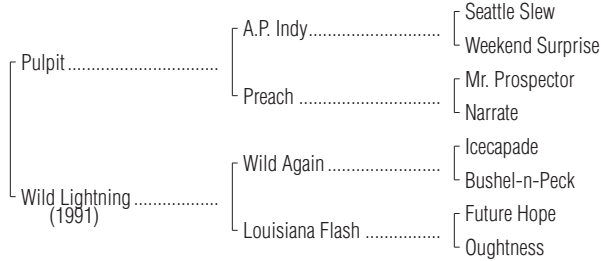 Seattle Slew
A.P. Indy
Weekend Surprise
Pulpit
Mr. Prospector
Preach
Narrate
Icecapade
Wild Again
Bushel-n-Peck
Wild Lightning
(1991)
Future Hope
Louisiana Flash
Oughtness